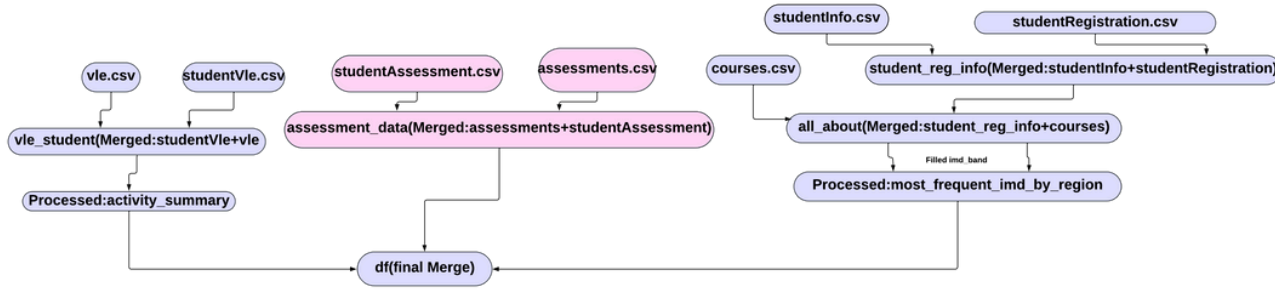 studentInfo.csv
studentRegistration.csv
vle.csv
studentVle.csv
studentAssessment.csv
assessments.csv
courses.csv
student_reg_info(Merged:studentInfo+studentRegistration)
vle_student(Merged:studentVle+vle
assessment_data(Merged:assessments+studentAssessment)
all_about(Merged:student_reg_info+courses)
Filled imd_band
Processed:activity_summary
Processed:most_frequent_imd_by_region
df(final Merge)